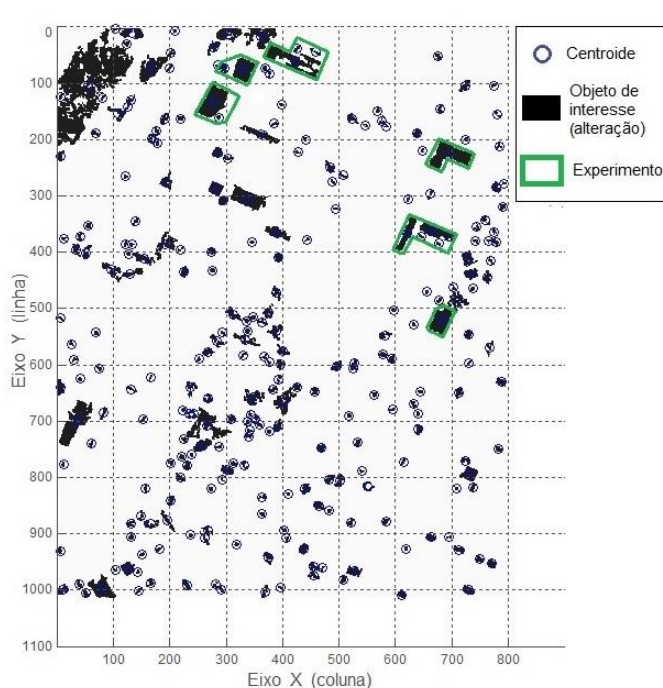 0
100
200
300
400
500
600
700
800
900
1000
1100
Eixo Y (linha)
100 200 300 400 500 600 700 800
Eixo X (coluna)
Centroide
Objeto de
interesse
(alteração)
Experimento